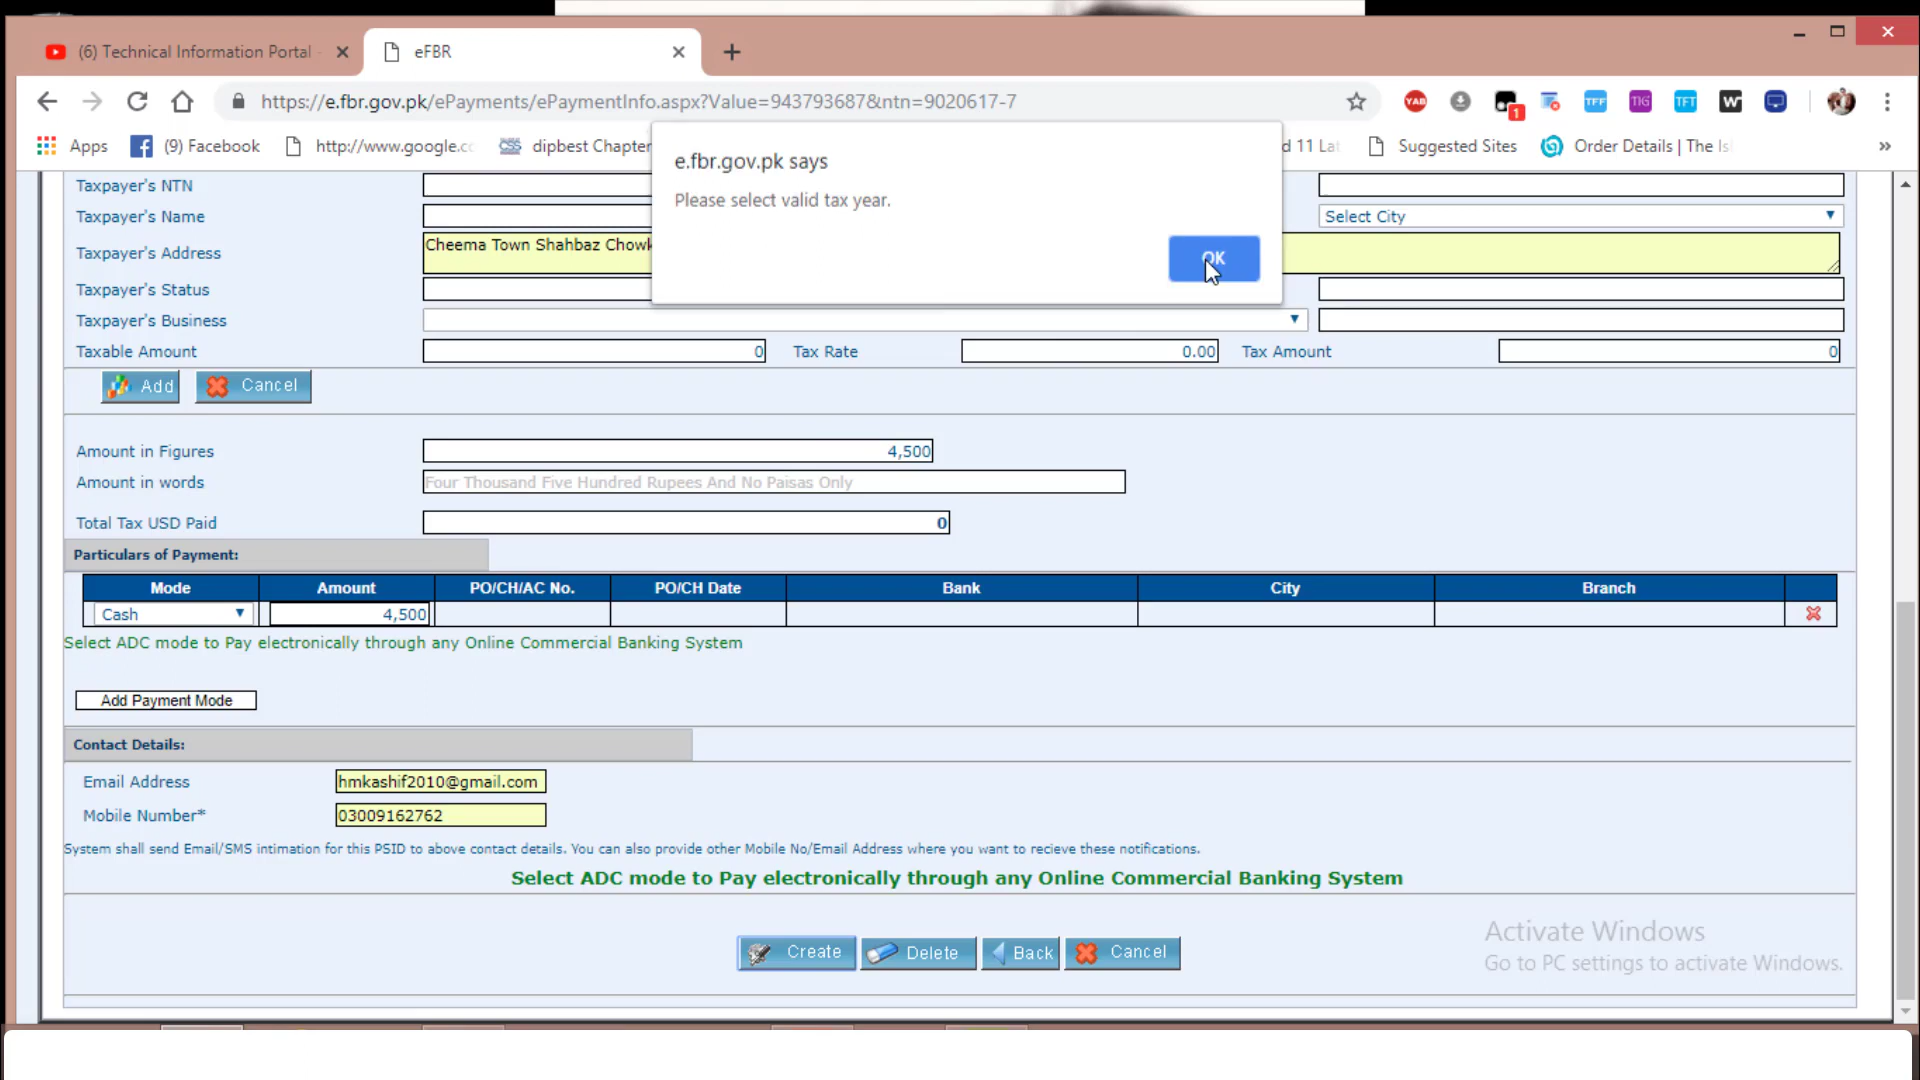 (6) Technical Information Portal
eFBR
https://e.fbr.gov.pk/ePayments/ePaymentInfo.aspx?Value=943793687&ntn=9020617-7
YAB
1
TFF
TIG
TFT
W
Apps
(9) Facebook
http://www.google.c
CSS
dipbest Chapter
d 11 Lat
Suggested Sites
Order Details | The Is
»
e.fbr.gov.pk says
Please select valid tax year.
OK
Taxpayer's NTN
Taxpayer's Name
Select City
Taxpayer's Address
Cheema Town Shahbaz Chowk
Taxpayer's Status
Taxpayer's Business
Taxable Amount 0 Tax Rate 0.00 Tax Amount 0
Add Cancel
Amount in Figures 4,500
Amount in words Four Thousand Five Hundred Rupees And No Paisas Only
Total Tax USD Paid 0
Particulars of Payment:
Mode Amount PO/CH/AC No. PO/CH Date Bank City Branch
Cash 4,500
Select ADC mode to Pay electronically through any Online Commercial Banking System
Add Payment Mode
Contact Details:
Email Address hmkashif2010@gmail.com
Mobile Number* 03009162762
System shall send Email/SMS intimation for this PSID to above contact details. You can also provide other Mobile No/Email Address where you want to recieve these notifications.
Select ADC mode to Pay electronically through any Online Commercial Banking System
Create Delete Back Cancel
Activate Windows
Go to PC settings to activate Windows.